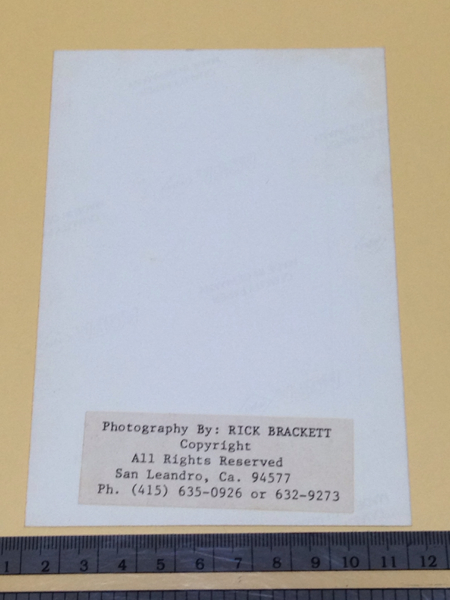 Photography By: RICK BRACKETT
Copyright
All Rights Reserved
San Leandro, Ca. 94577
Ph. (415) 635-0926 or 632-9273
1 2 3 4 5 6 7 8 9 10 11 12